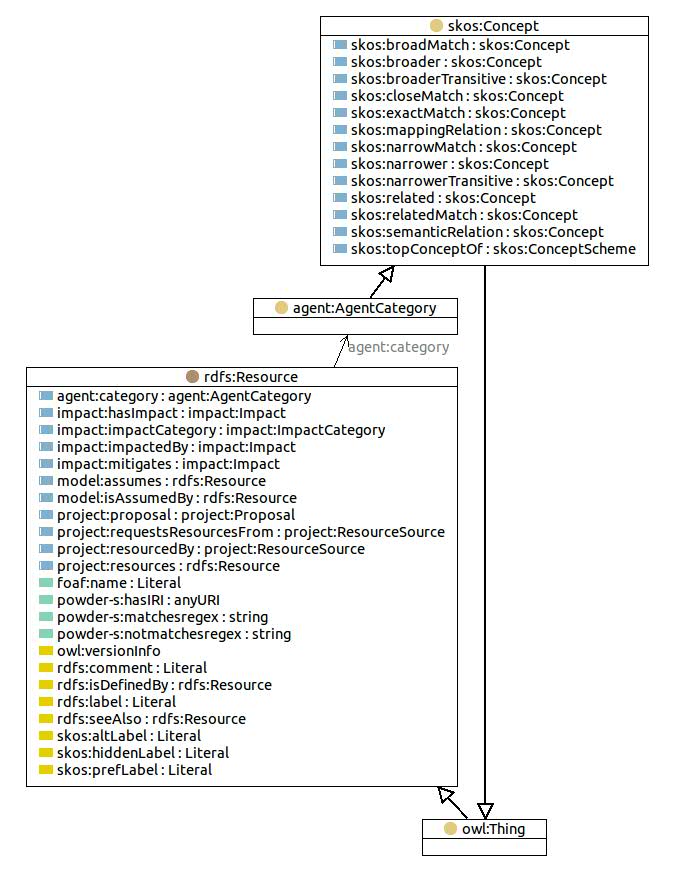 skos:Concept
skos:broadMatch : skos:Concept
skos:broader : skos:Concept
skos:broaderTransitive : skos:Concept
skos:closeMatch : skos:Concept
skos:exactMatch : skos:Concept
skos:mappingRelation : skos:Concept
skos:narrowMatch : skos:Concept
skos:narrower : skos:Concept
skos:narrowerTransitive : skos:Concept
skos:related : skos:Concept
skos:relatedMatch : skos:Concept
skos:semanticRelation : skos:Concept
skos:topConceptOf : skos:ConceptScheme
agent:AgentCategory
agent:category
rdfs:Resource
agent:category : agent:AgentCategory
impact:hasImpact : impact:Impact
impact:impactCategory : impact:ImpactCategory
impact:impactedBy : impact:Impact
impact:mitigates : impact:Impact
model:assumes : rdfs:Resource
model:isAssumedBy : rdfs:Resource
project:proposal : project:Proposal
project:requestsResourcesFrom : project:ResourceSource
project:resourcedBy : project:ResourceSource
project:resources : rdfs:Resource
foaf:name : Literal
powder-s:hasIRI : anyURI
powder-s:matchesregex : string
powder-s:notmatchesregex : string
owl:versionInfo
rdfs:comment : Literal
rdfs:isDefinedBy : rdfs:Resource
rdfs:label : Literal
rdfs:seeAlso : rdfs:Resource
skos:altLabel : Literal
skos:hiddenLabel : Literal
skos:prefLabel : Literal
owl:Thing